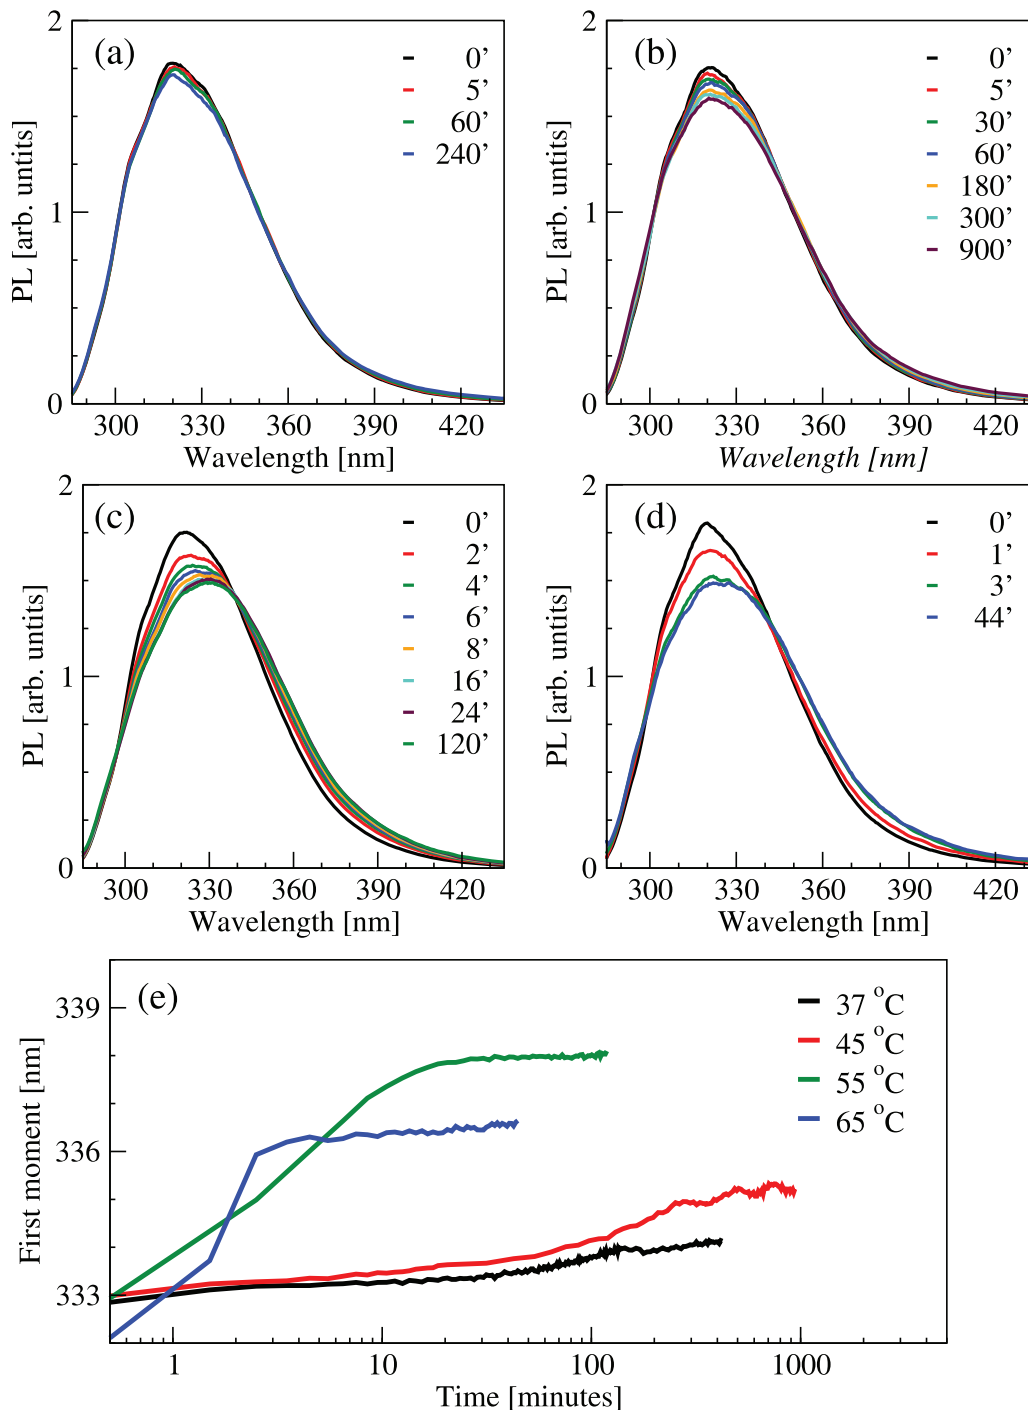 (a)
0’
5’
60’
240’
PL [arb. untits]
2
1
0
300 330 360 390 420
Wavelength [nm]
(b)
0’
5’
30’
60’
180’
300’
900’
PL [arb. untits]
2
1
0
300 330 360 390 420
Wavelength [nm]
(c)
0’
2’
4’
6’
8’
16’
24’
120’
PL [arb. untits]
2
1
0
300 330 360 390 420
Wavelength [nm]
(d)
0’
1’
3’
44’
PL [arb. untits]
2
1
0
300 330 360 390 420
Wavelength [nm]
(e)
37 °C
45 °C
55 °C
65 °C
First moment [nm]
339
336
333
1 10 100 1000
Time [minutes]